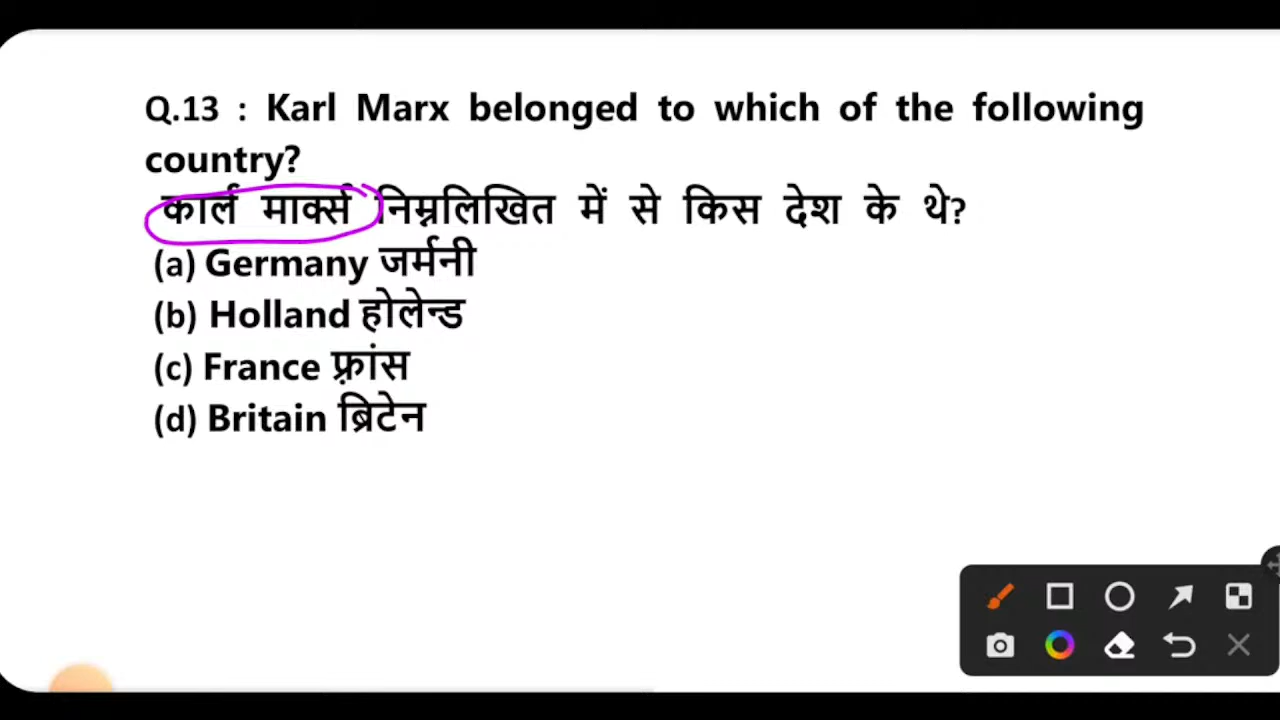 Q.13 : Karl Marx belonged to which of the following
country?
कार्ल मार्क्स निम्नलिखित में से किस देश के थे?
(a) Germany जर्मनी
(b) Holland होलेन्ड
(c) France फ़्रांस
(d) Britain ब्रिटेन